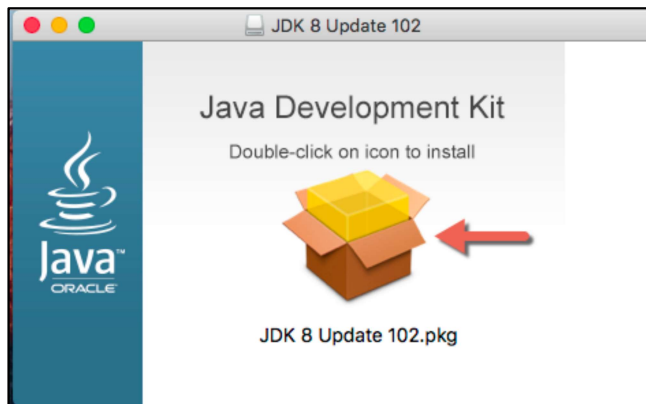 JDK 8 Update 102
Java Development Kit
Double-click on icon to install
Java™
ORACLE
JDK 8 Update 102.pkg